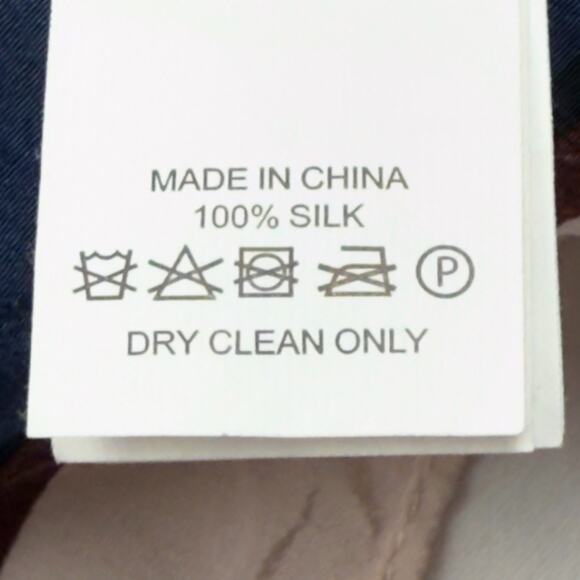 MADE IN CHINA
100% SILK
P
DRY CLEAN ONLY